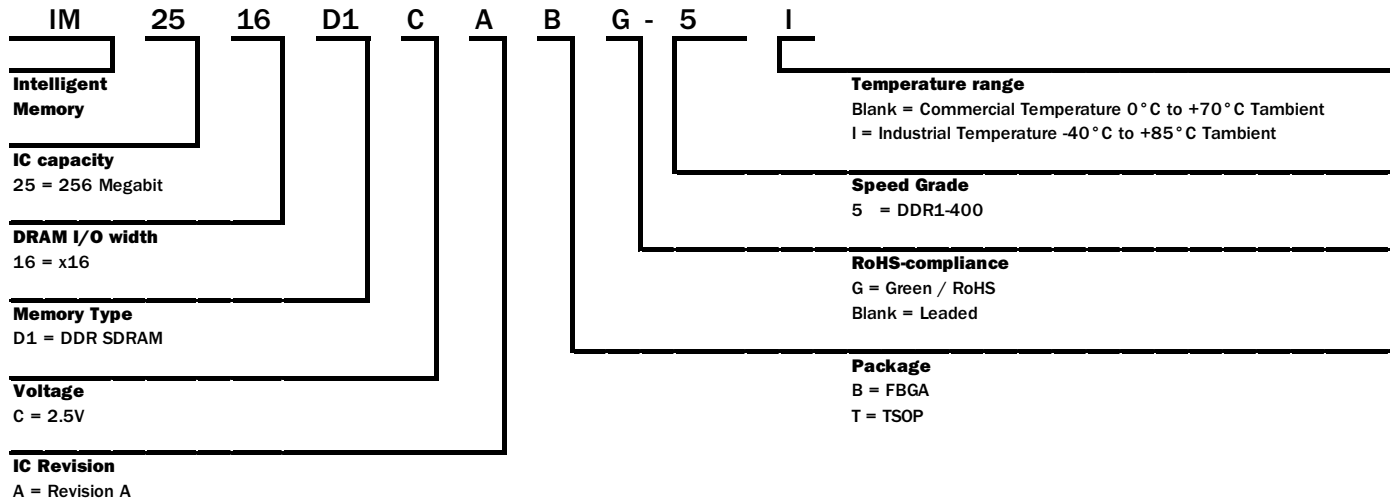 IM 25 16 D1 C A B G - 5 I
Intelligent
Memory
IC capacity
25 = 256 Megabit
DRAM I/O width
16 = x16
Memory Type
D1 = DDR SDRAM
Voltage
C = 2.5V
IC Revision
A = Revision A
Temperature range
Blank = Commercial Temperature 0°C to +70°C Tambient
I = Industrial Temperature -40°C to +85°C Tambient
Speed Grade
5 = DDR1-400
RoHS-compliance
G = Green / RoHS
Blank = Leaded
Package
B = FBGA
T = TSOP